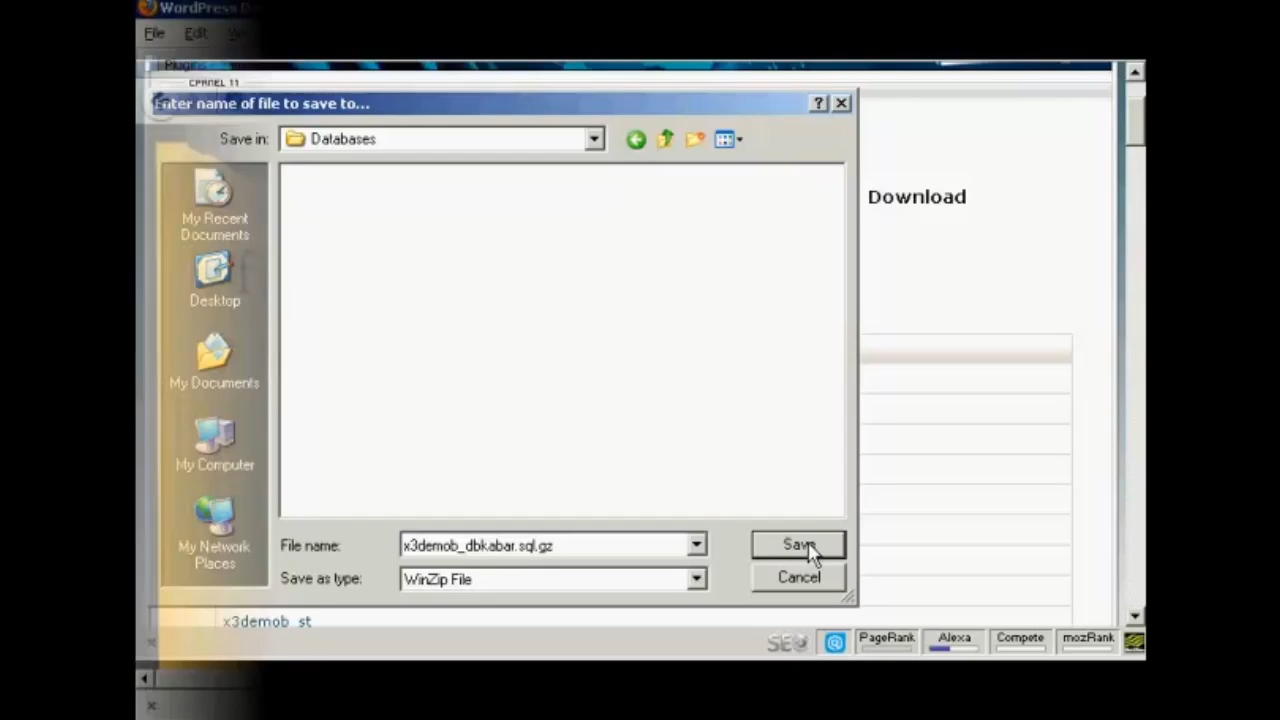 WordPress
File Edit
Plugins
CPANEL 11
Enter name of file to save to...
Save in: Databases
Download
My Recent
Documents
Desktop
My Documents
My Computer
My Network
Places
File name: x3demob_dbkabar.sql.gz Save
Save as type: WinZip File Cancel
x3demob_st
SEO PageRank Alexa Compete mozRank